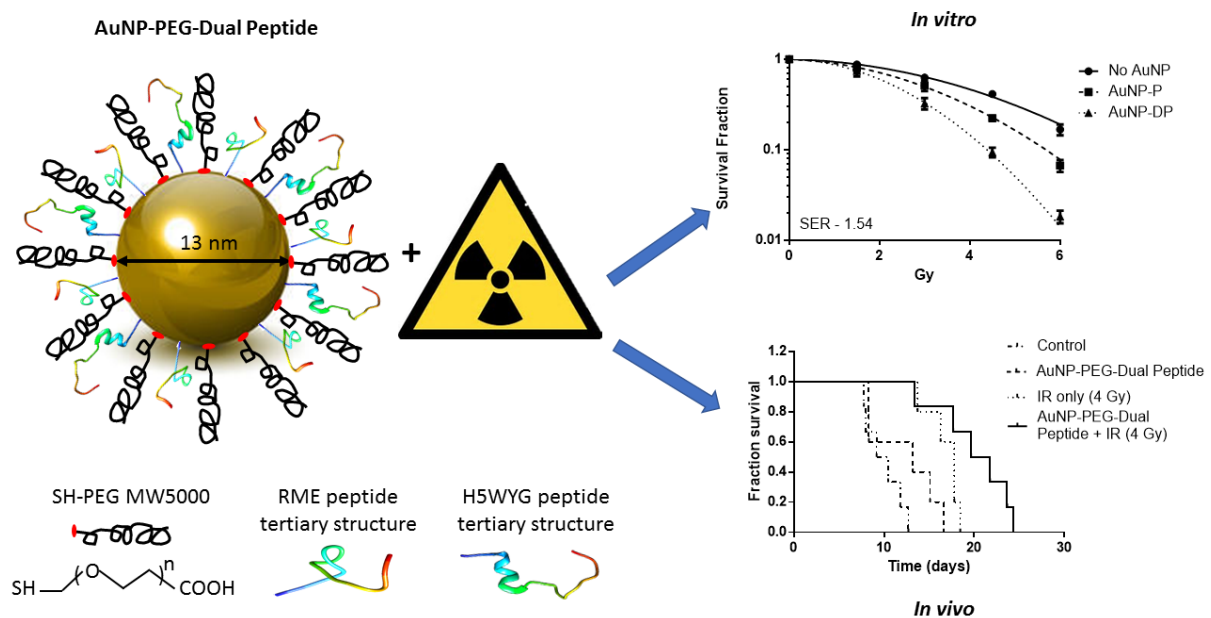 AuNP-PEG-Dual Peptide
13 nm
+
SH-PEG MW5000
SH
O
n
COOH
RME peptide
tertiary structure
H5WYG peptide
tertiary structure
In vitro
Survival Fraction
1
0.1
0.01
SER - 1.54
0
2
4
6
Gy
No AuNP
AuNP-P
AuNP-DP
Fraction survival
1.0
0.8
0.6
0.4
0.2
0.0
0
10
20
30
Time (days)
Control
AuNP-PEG-Dual Peptide
IR only (4 Gy)
AuNP-PEG-Dual
Peptide + IR (4 Gy)
In vivo